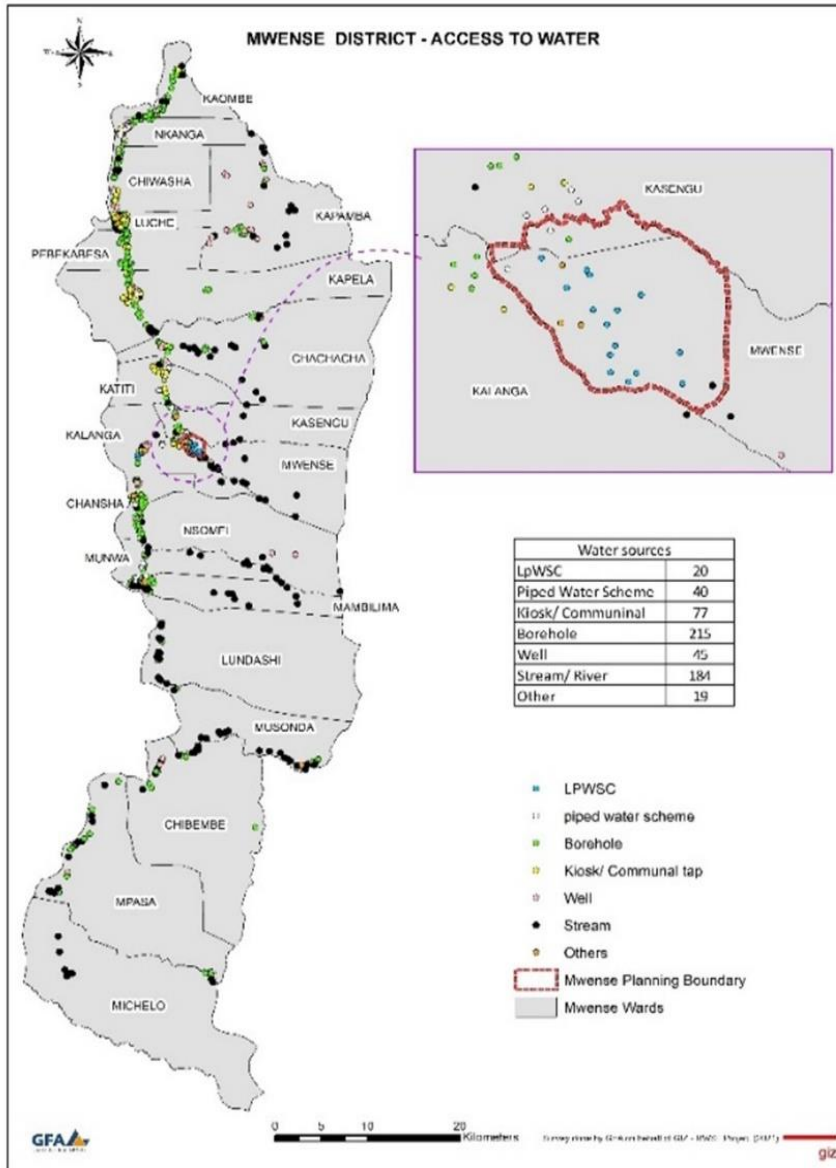 MWENSE DISTRICT - ACCESS TO WATER
N
KAOMBE
NKANGA
CHIWASHA
KAPAMBA
LUCHE
KAPELA
CHACHACHA
KATITI
KALANGA
KASENGU
MWENSE
CHANSHA
MUNWA
MAMBILIMA
LUNDASHI
MUSONDA
CHIBEMBE
MPASA
MICHELO
KASENGU
MWENSE
Water sources
LpWSC 20
Piped Water Scheme 40
Kiosk/ Communinal 77
Borehole 215
Well 45
Stream/ River 184
Other 19
LPWSC
piped water scheme
Borehole
Kiosk/ Communal tap
Well
Stream
Others
Mwense Planning Boundary
Mwense Wards
GFA
0 5 10 20
Kilometers
giz